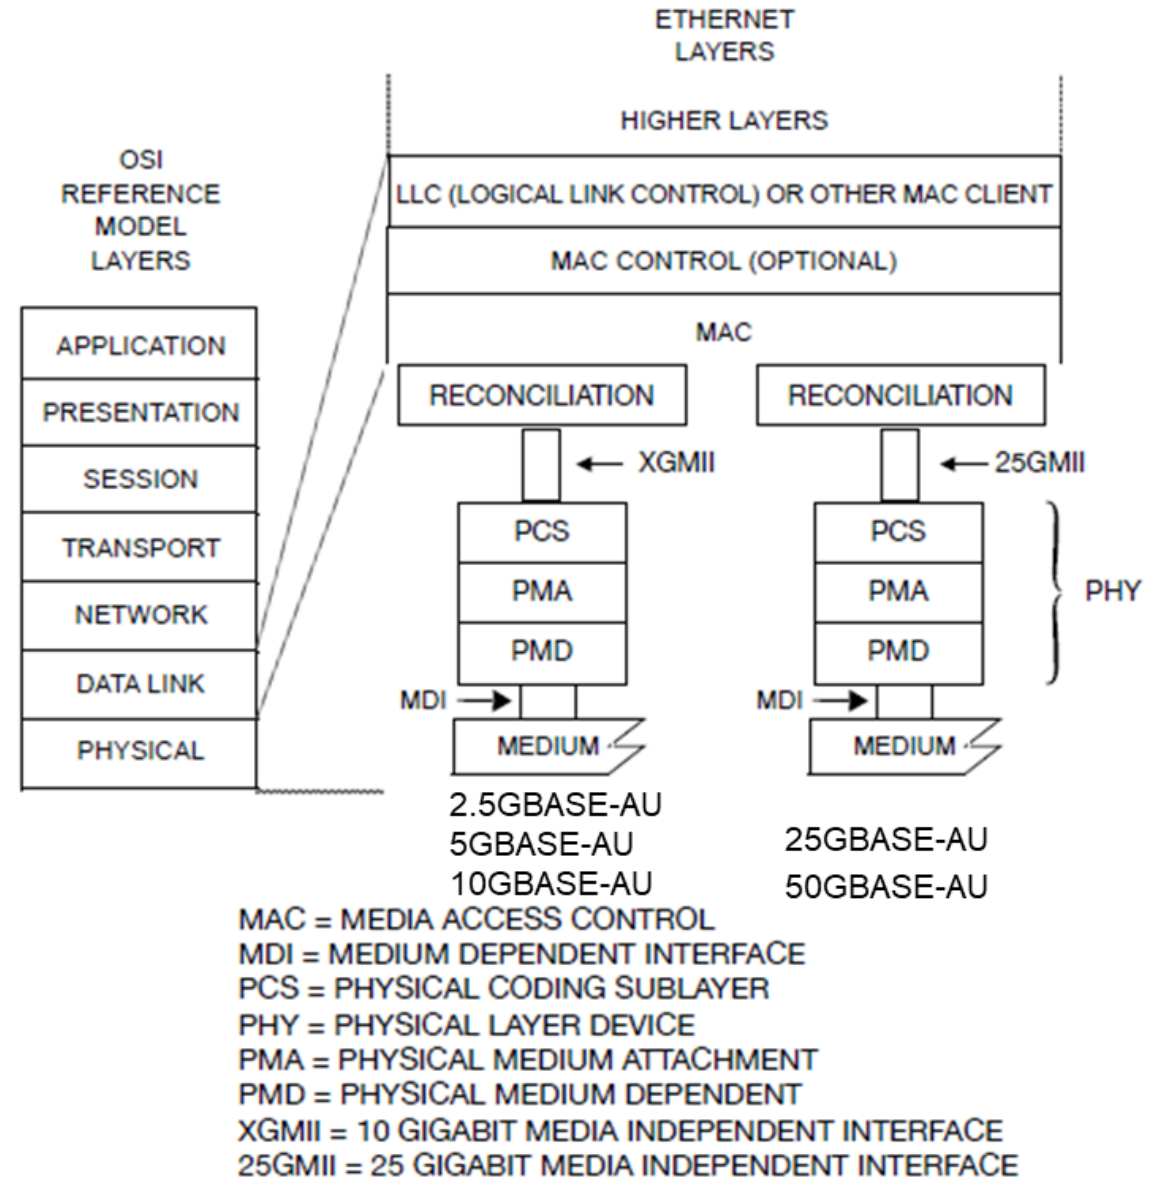 ETHERNET
LAYERS
HIGHER LAYERS
OSI
REFERENCE
MODEL
LAYERS
LLC (LOGICAL LINK CONTROL) OR OTHER MAC CLIENT
MAC CONTROL (OPTIONAL)
MAC
APPLICATION
PRESENTATION
SESSION
TRANSPORT
NETWORK
DATA LINK
PHYSICAL
RECONCILIATION
XGMII
PCS
PMA
PMD
MDI
MEDIUM
2.5GBASE-AU
5GBASE-AU
10GBASE-AU
RECONCILIATION
25GMII
PCS
PMA
PMD
PHY
MDI
MEDIUM
25GBASE-AU
50GBASE-AU
MAC = MEDIA ACCESS CONTROL
MDI = MEDIUM DEPENDENT INTERFACE
PCS = PHYSICAL CODING SUBLAYER
PHY = PHYSICAL LAYER DEVICE
PMA = PHYSICAL MEDIUM ATTACHMENT
PMD = PHYSICAL MEDIUM DEPENDENT
XGMII = 10 GIGABIT MEDIA INDEPENDENT INTERFACE
25GMII = 25 GIGABIT MEDIA INDEPENDENT INTERFACE